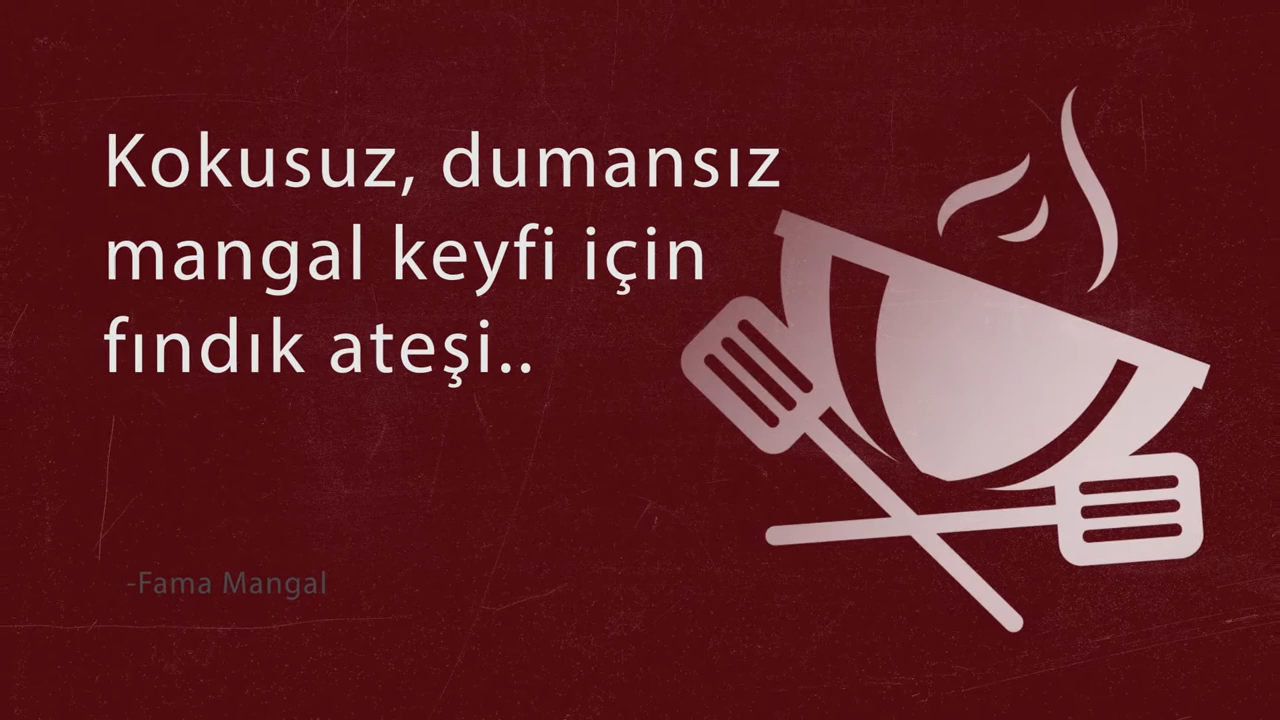 Kokusuz, dumansız
mangal keyfi için
fındık ateşi..
-Fama Mangal